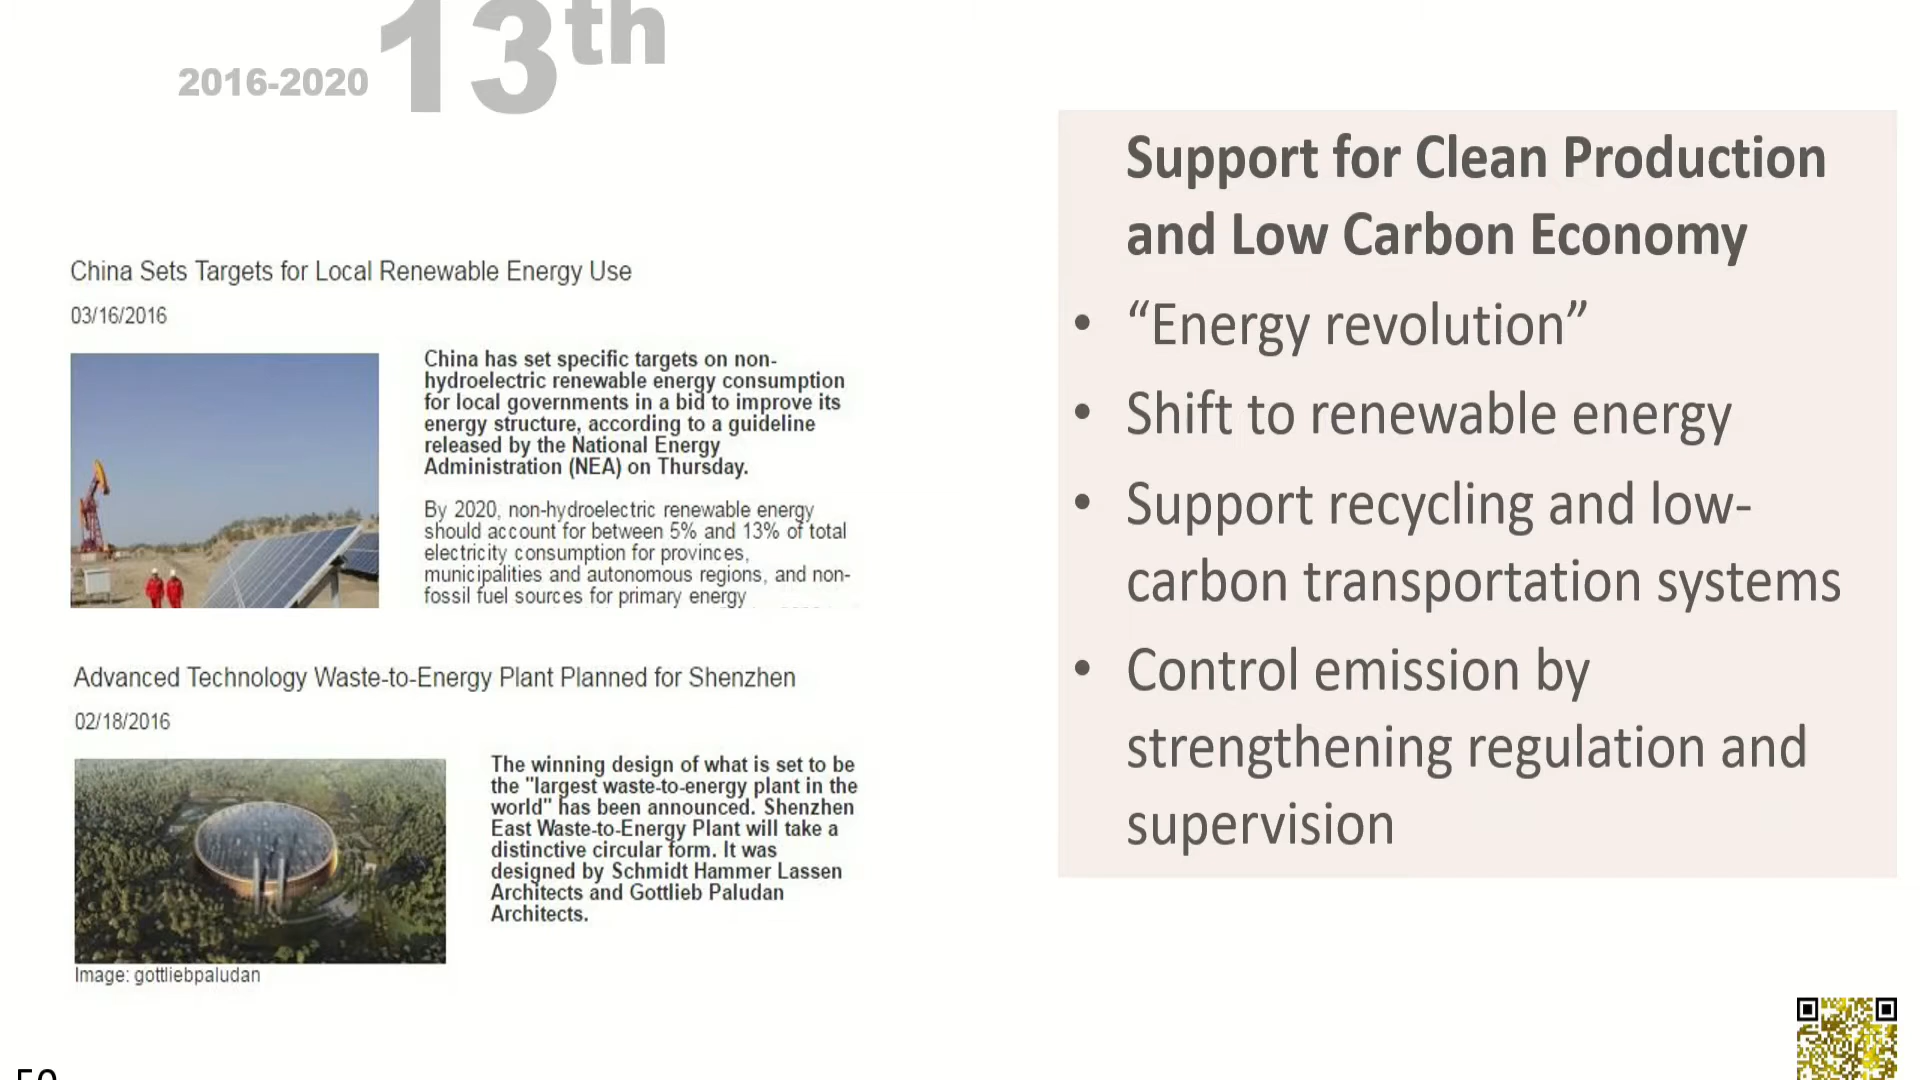 2016-2020 13th
China Sets Targets for Local Renewable Energy Use
03/16/2016
China has set specific targets on non-
hydroelectric renewable energy consumption
for local governments in a bid to improve its
energy structure, according to a guideline
released by the National Energy
Administration (NEA) on Thursday.
By 2020, non-hydroelectric renewable energy
should account for between 5% and 13% of total
electricity consumption for provinces,
municipalities and autonomous regions, and non-
fossil fuel sources for primary energy
Advanced Technology Waste-to-Energy Plant Planned for Shenzhen
02/18/2016
The winning design of what is set to be
the "largest waste-to-energy plant in the
world" has been announced. Shenzhen
East Waste-to-Energy Plant will take a
distinctive circular form. It was
designed by Schmidt Hammer Lassen
Architects and Gottlieb Paludan
Architects.
Image: gottliebpaludan
Support for Clean Production
and Low Carbon Economy
• “Energy revolution”
• Shift to renewable energy
• Support recycling and low-
carbon transportation systems
• Control emission by
strengthening regulation and
supervision